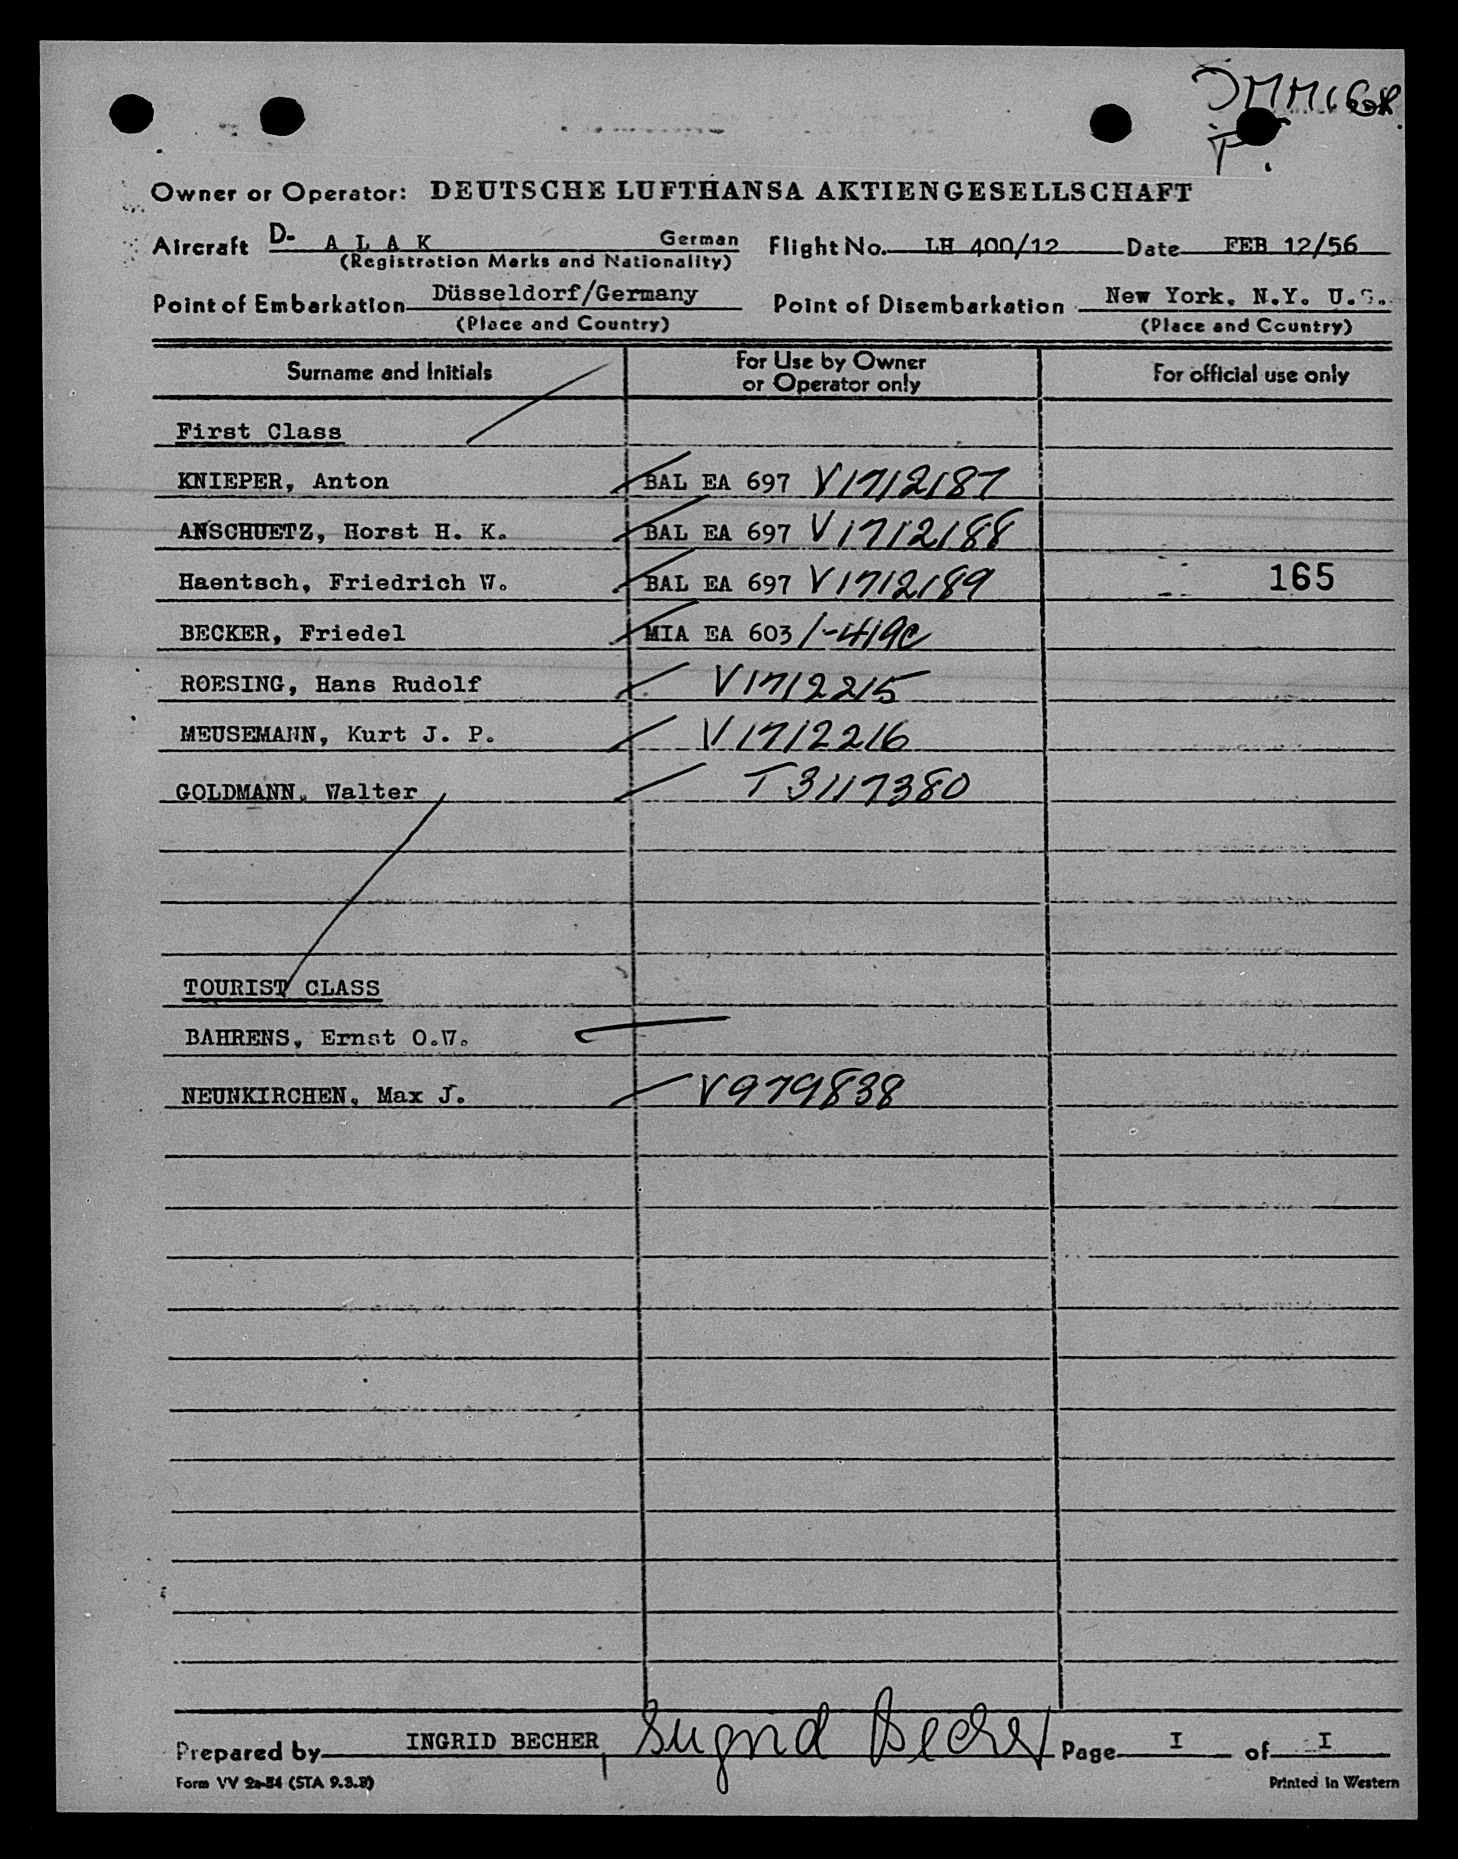 Owner or Operator: DEUTSCHE LUFTHANSA AKTIENGESELLSCHAFT
Aircraft D- A L A K German Flight No. LH 400/12 Date FEB 12/56
(Registration Marks and Nationality)
Point of Embarkation Düsseldorf/Germany Point of Disembarkation New York, N.Y. U.S.
(Place and Country) (Place and Country)
Surname and Initials For Use by Owner or Operator only For official use only
First Class
KNIEPER, Anton BAL EA 697 V1712187
ANSCHUETZ, Horst H. K. BAL EA 697 V1712188
Haentsch, Friedrich W. BAL EA 697 V1712189 165
BECKER, Friedel MIA EA 603 1-419C
ROESING, Hans Rudolf V1712215
MEUSEMANN, Kurt J. P. V1712216
GOLDMANN, Walter T3117380
TOURIST CLASS
BAHRENS, Ernst O.W.
NEUNKIRCHEN, Max J. V979838
Prepared by INGRID BECHER, Ingrid Becher Page I of I
Form VV 2a-54 (STA 9.3.3) Printed in Western